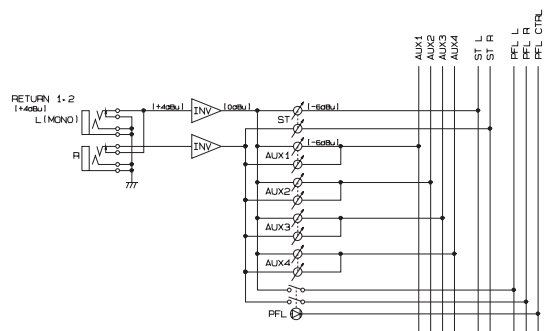 AUX1
AUX2
AUX3
AUX4
ST L
ST R
PFL L
PFL R
PFL CTRL
RETURN 1·2
[+4dBu]
L(MONO)
R
[+4dBu]
INV
[0dBu]
[-6dBu]
ST
INV
[-6dBu]
AUX1
AUX2
AUX3
AUX4
PFL